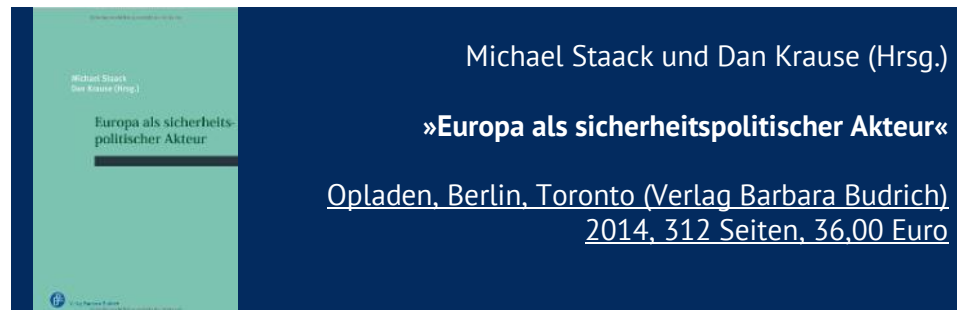 Michael Staack
Dan Krause (Hrsg.)
Europa als sicherheits-
politischer Akteur
Michael Staack und Dan Krause (Hrsg.)
»Europa als sicherheitspolitischer Akteur«
Opladen, Berlin, Toronto (Verlag Barbara Budrich)
2014, 312 Seiten, 36,00 Euro